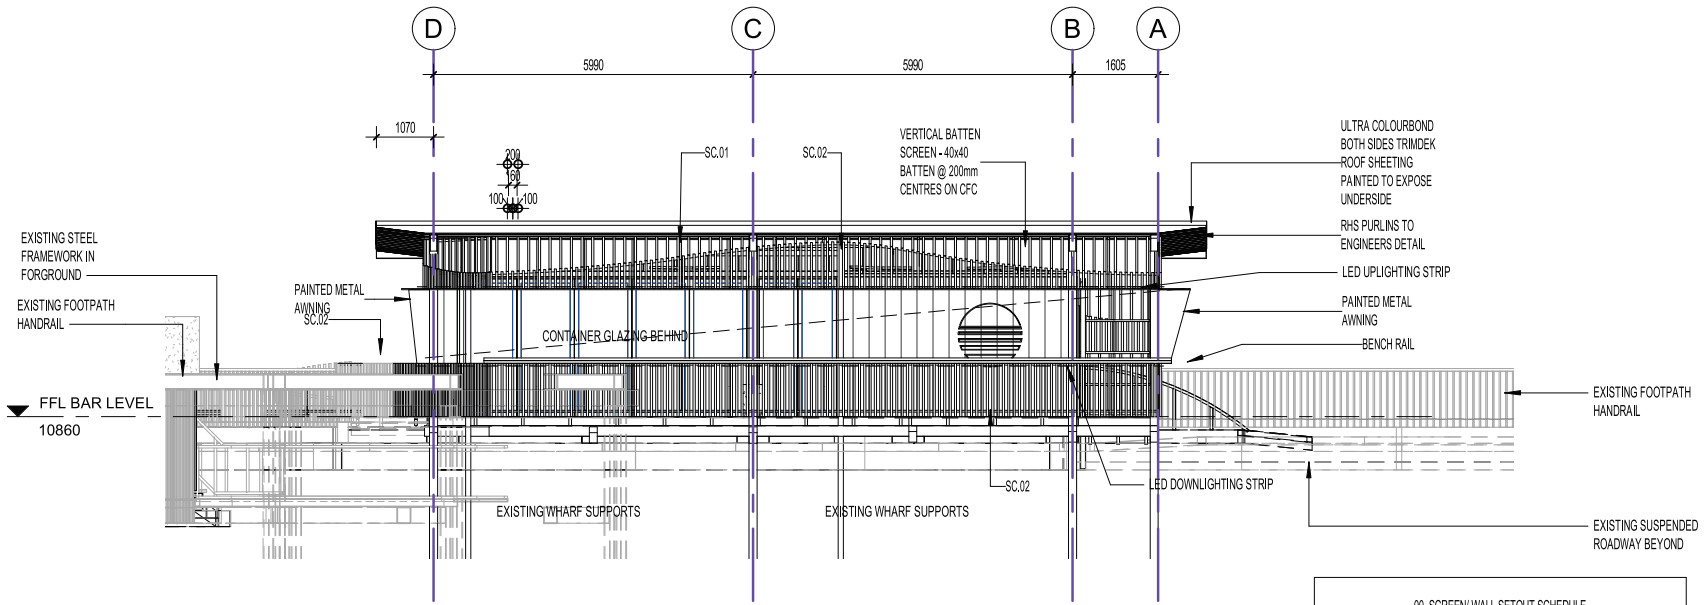 D
C
B
A
5990
5990
1605
1070
200
160
100
100
SC.01
SC.02
VERTICAL BATTEN
SCREEN - 40x40
BATTEN @ 200mm
CENTRES ON CFC
ULTRA COLOURBOND
BOTH SIDES TRIMDEK
ROOF SHEETING
PAINTED TO EXPOSE
UNDERSIDE
RHS PURLINS TO
ENGINEERS DETAIL
LED UPLIGHTING STRIP
PAINTED METAL
AWNING
BENCH RAIL
EXISTING STEEL
FRAMEWORK IN
FORGROUND
EXISTING FOOTPATH
HANDRAIL
PAINTED METAL
AWNING
SC.02
CONTAINER GLAZING BEHIND
FFL BAR LEVEL
10860
EXISTING FOOTPATH
HANDRAIL
SC.02
LED DOWNLIGHTING STRIP
EXISTING WHARF SUPPORTS
EXISTING WHARF SUPPORTS
EXISTING SUSPENDED
ROADWAY BEYOND
00_SCREEN/ WALL SETOUT SCHEDULE